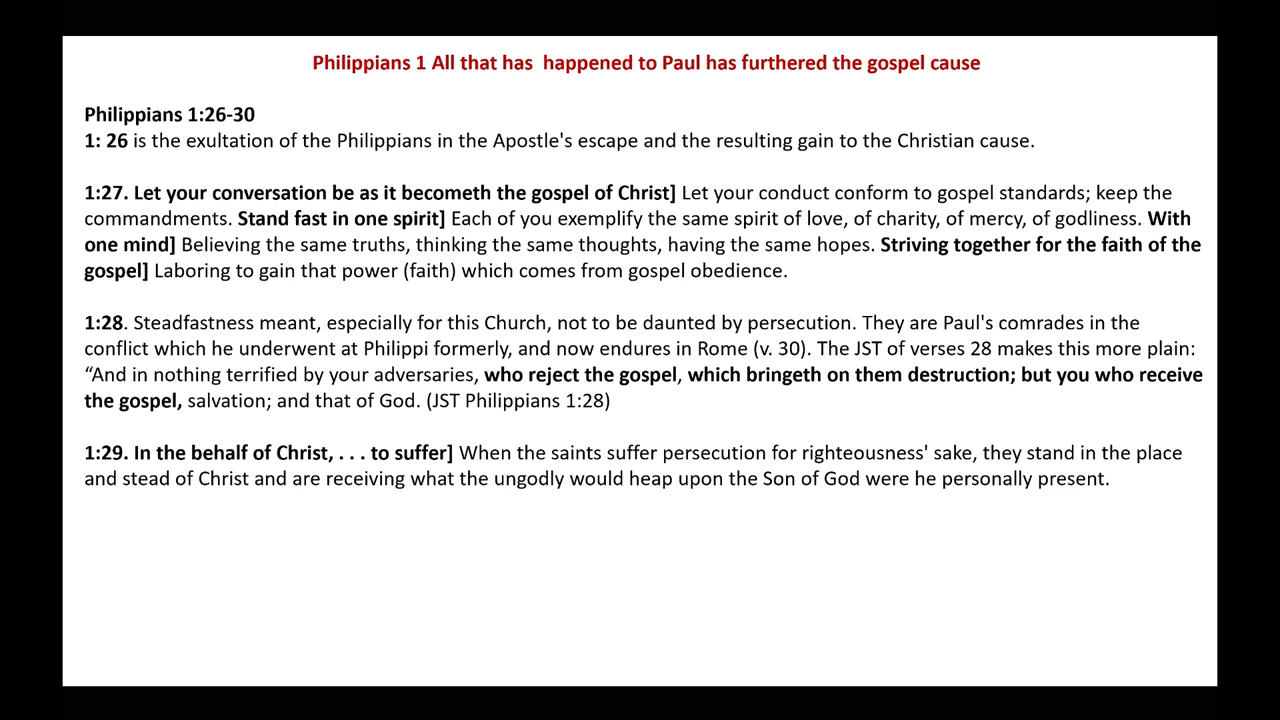 Philippians 1 All that has  happened to Paul has furthered the gospel cause
Philippians 1:26-30
1: 26 is the exultation of the Philippians in the Apostle's escape and the resulting gain to the Christian cause.
1:27. Let your conversation be as it becometh the gospel of Christ] Let your conduct conform to gospel standards; keep the
commandments. Stand fast in one spirit] Each of you exemplify the same spirit of love, of charity, of mercy, of godliness. With
one mind] Believing the same truths, thinking the same thoughts, having the same hopes. Striving together for the faith of the
gospel] Laboring to gain that power (faith) which comes from gospel obedience.
1:28. Steadfastness meant, especially for this Church, not to be daunted by persecution. They are Paul's comrades in the
conflict which he underwent at Philippi formerly, and now endures in Rome (v. 30). The JST of verses 28 makes this more plain:
“And in nothing terrified by your adversaries, who reject the gospel, which bringeth on them destruction; but you who receive
the gospel, salvation; and that of God. (JST Philippians 1:28)
1:29. In the behalf of Christ, . . . to suffer] When the saints suffer persecution for righteousness' sake, they stand in the place
and stead of Christ and are receiving what the ungodly would heap upon the Son of God were he personally present.